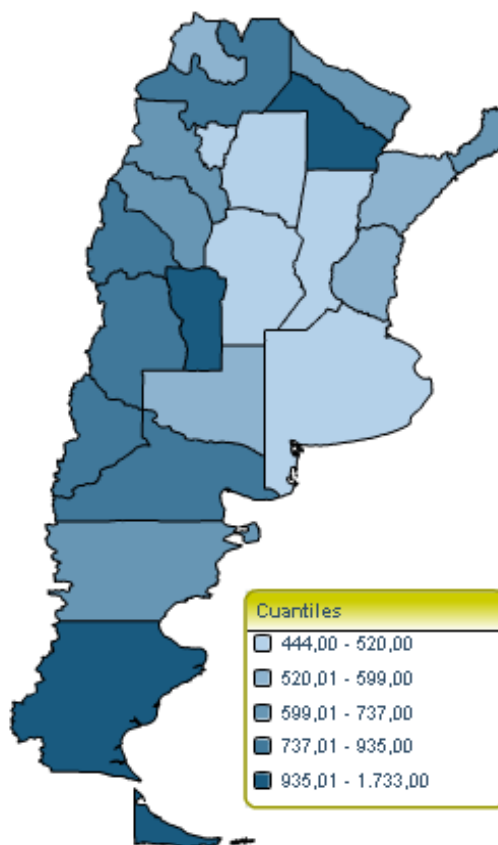 Cuantiles
444,00 - 520,00
520,01 - 599,00
599,01 - 737,00
737,01 - 935,00
935,01 - 1.733,00